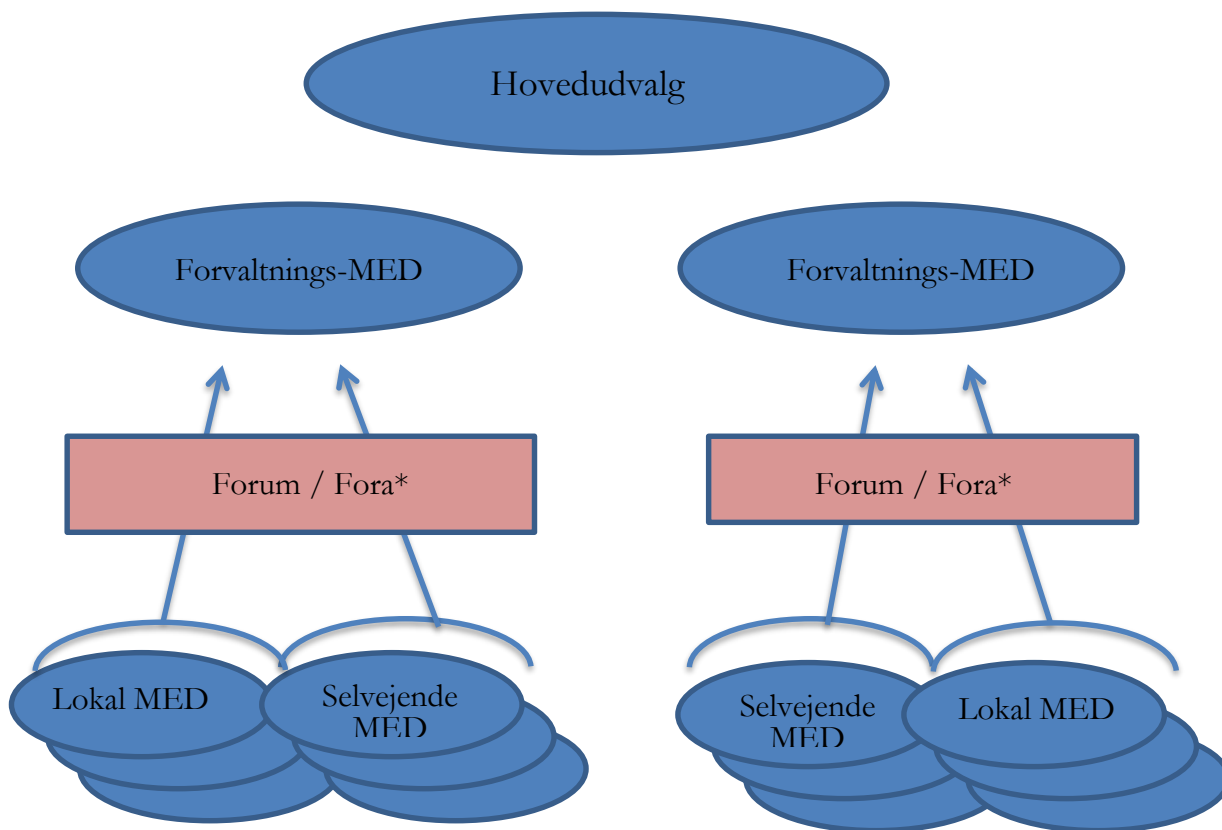 Hovedudvalg
Forvaltnings-MED
Forvaltnings-MED
Forum / Fora*
Forum / Fora*
Lokal MED
Selvejende
MED
Selvejende
MED
Lokal MED